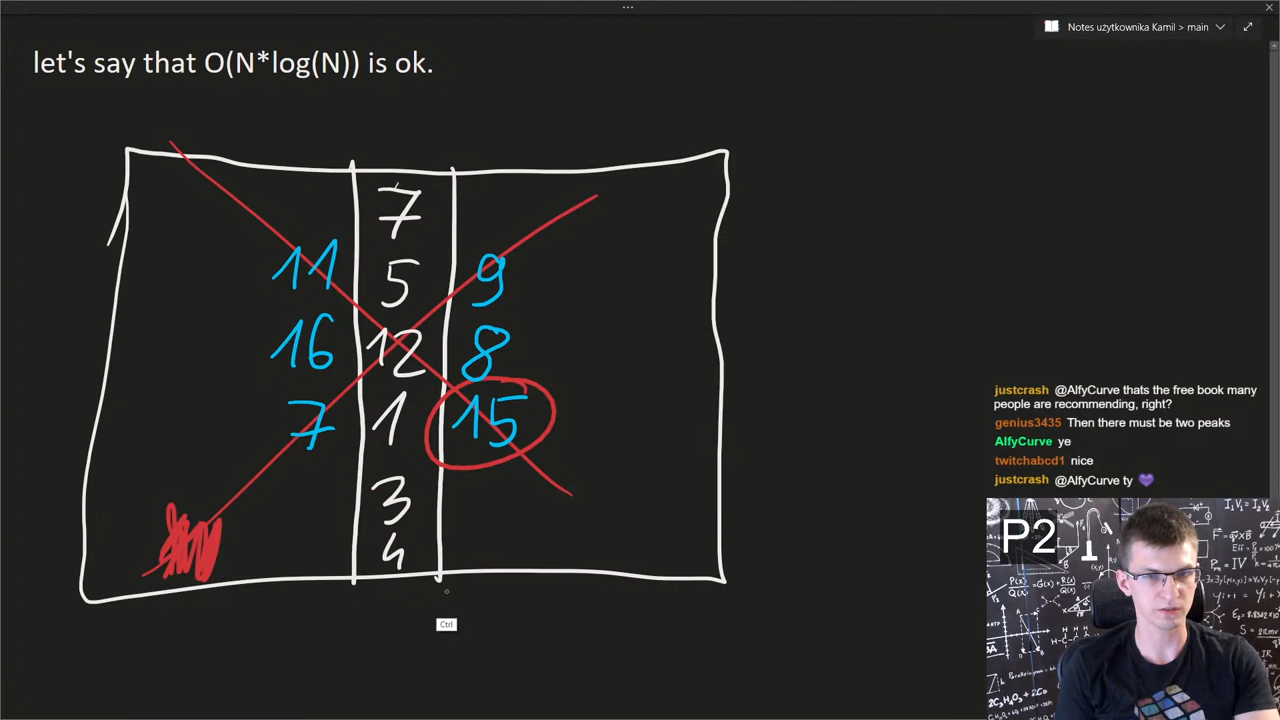 Notes użytkownika Kamil > main
let's say that O(N*log(N)) is ok.
7
11 5 9
16 12 8
7 1 15
3
4
Ctrl
justcrash @AlfyCurve thats the free book many
people are recommending, right?
genius3435 Then there must be two peaks
AlfyCurve ye
twitchabcd1 nice
justcrash @AlfyCurve ty
P2